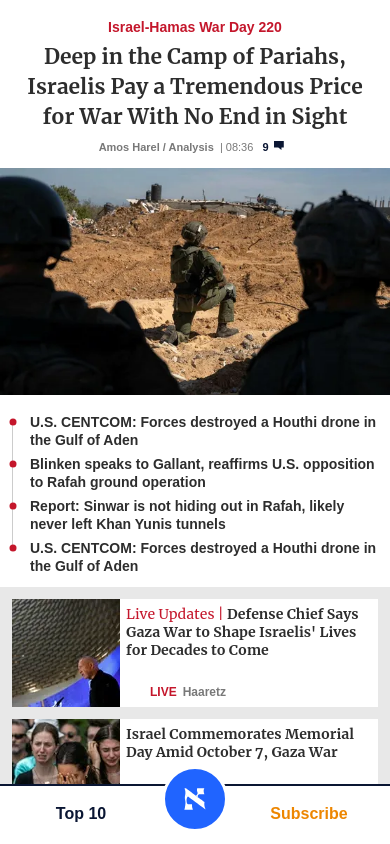 Israel-Hamas War Day 220
Deep in the Camp of Pariahs,
Israelis Pay a Tremendous Price
for War With No End in Sight
Amos Harel / Analysis | 08:36 9
U.S. CENTCOM: Forces destroyed a Houthi drone in
the Gulf of Aden
Blinken speaks to Gallant, reaffirms U.S. opposition
to Rafah ground operation
Report: Sinwar is not hiding out in Rafah, likely
never left Khan Yunis tunnels
U.S. CENTCOM: Forces destroyed a Houthi drone in
the Gulf of Aden
Live Updates | Defense Chief Says
Gaza War to Shape Israelis' Lives
for Decades to Come
LIVE Haaretz
Israel Commemorates Memorial
Day Amid October 7, Gaza War
Top 10
א
Subscribe